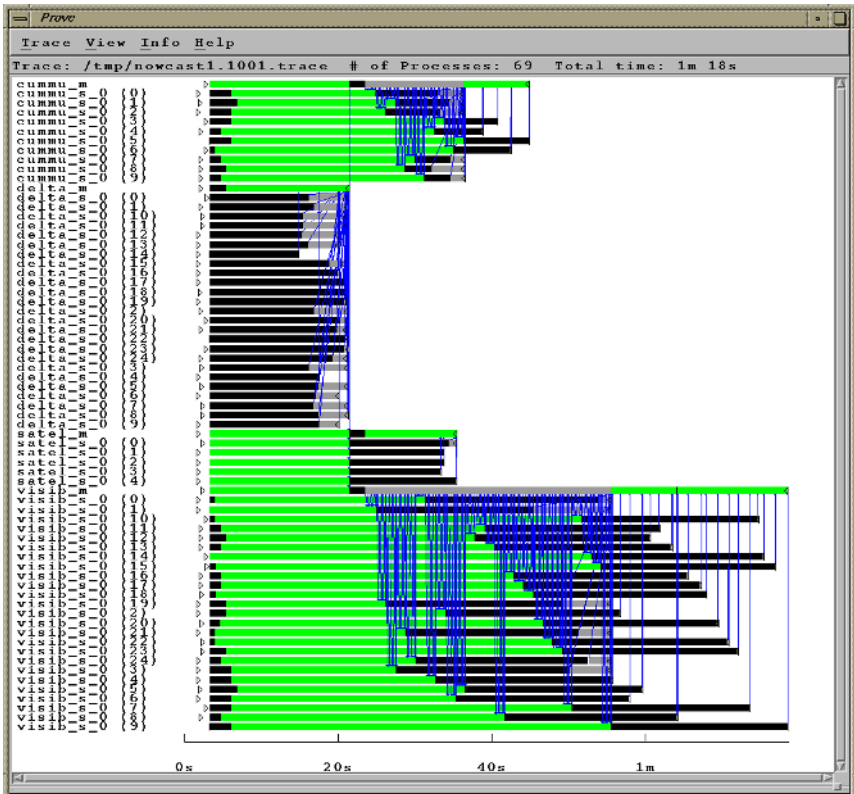 Prove
Trace View Info Help
Trace: /tmp/nowcast1.1001.trace # of Processes: 69 Total time: 1m 18s
cummu_m
cummu_s_0 {0}
cummu_s_0 {1}
cummu_s_0 {2}
cummu_s_0 {3}
cummu_s_0 {4}
cummu_s_0 {5}
cummu_s_0 {6}
cummu_s_0 {7}
cummu_s_0 {8}
cummu_s_0 {9}
delta_m
delta_s_0 {0}
delta_s_0 {1}
delta_s_0 {10}
delta_s_0 {11}
delta_s_0 {12}
delta_s_0 {13}
delta_s_0 {14}
delta_s_0 {15}
delta_s_0 {16}
delta_s_0 {17}
delta_s_0 {18}
delta_s_0 {19}
delta_s_0 {2}
delta_s_0 {20}
delta_s_0 {21}
delta_s_0 {22}
delta_s_0 {23}
delta_s_0 {24}
delta_s_0 {3}
delta_s_0 {4}
delta_s_0 {5}
delta_s_0 {6}
delta_s_0 {7}
delta_s_0 {8}
delta_s_0 {9}
satel_m
satel_s_0 {0}
satel_s_0 {1}
satel_s_0 {2}
satel_s_0 {3}
satel_s_0 {4}
visib_m
visib_s_0 {0}
visib_s_0 {1}
visib_s_0 {10}
visib_s_0 {11}
visib_s_0 {12}
visib_s_0 {13}
visib_s_0 {14}
visib_s_0 {15}
visib_s_0 {16}
visib_s_0 {17}
visib_s_0 {18}
visib_s_0 {19}
visib_s_0 {2}
visib_s_0 {20}
visib_s_0 {21}
visib_s_0 {22}
visib_s_0 {23}
visib_s_0 {24}
visib_s_0 {3}
visib_s_0 {4}
visib_s_0 {5}
visib_s_0 {6}
visib_s_0 {7}
visib_s_0 {8}
visib_s_0 {9}
0s 20s 40s 1m